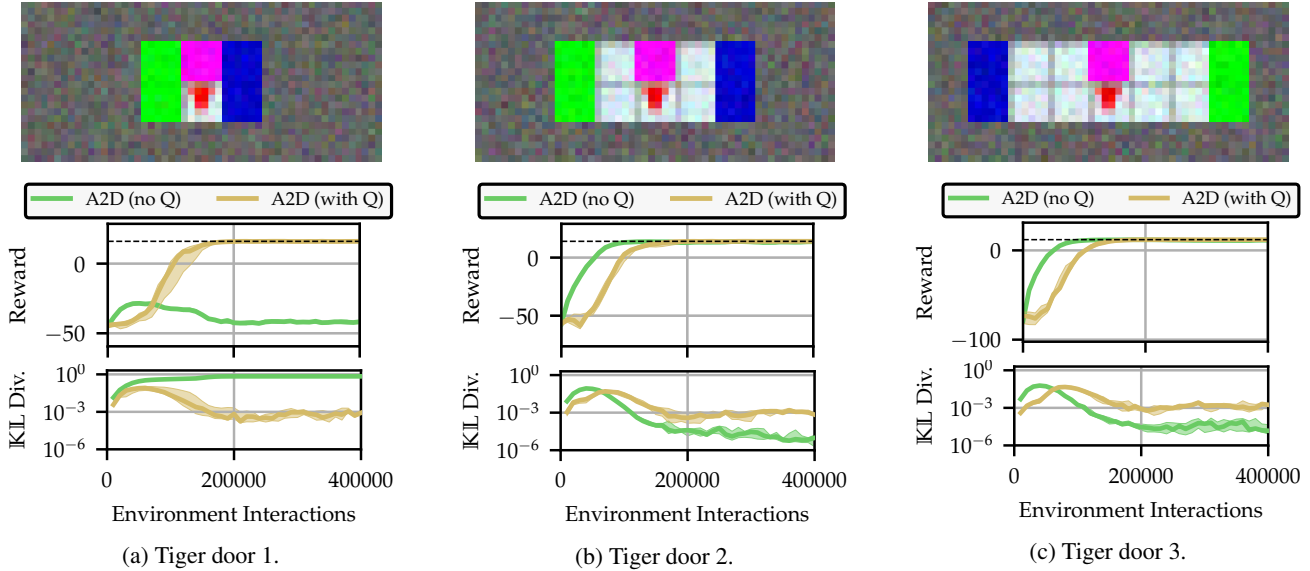 A2D (no Q) A2D (with Q)
Reward
0
−50
𝕂𝕃 Div.
10^0
10^−3
10^−6
0 200000 400000
Environment Interactions
(a) Tiger door 1.
A2D (no Q) A2D (with Q)
Reward
0
−50
𝕂𝕃 Div.
10^0
10^−3
10^−6
0 200000 400000
Environment Interactions
(b) Tiger door 2.
A2D (no Q) A2D (with Q)
Reward
0
−100
𝕂𝕃 Div.
10^0
10^−3
10^−6
0 200000 400000
Environment Interactions
(c) Tiger door 3.